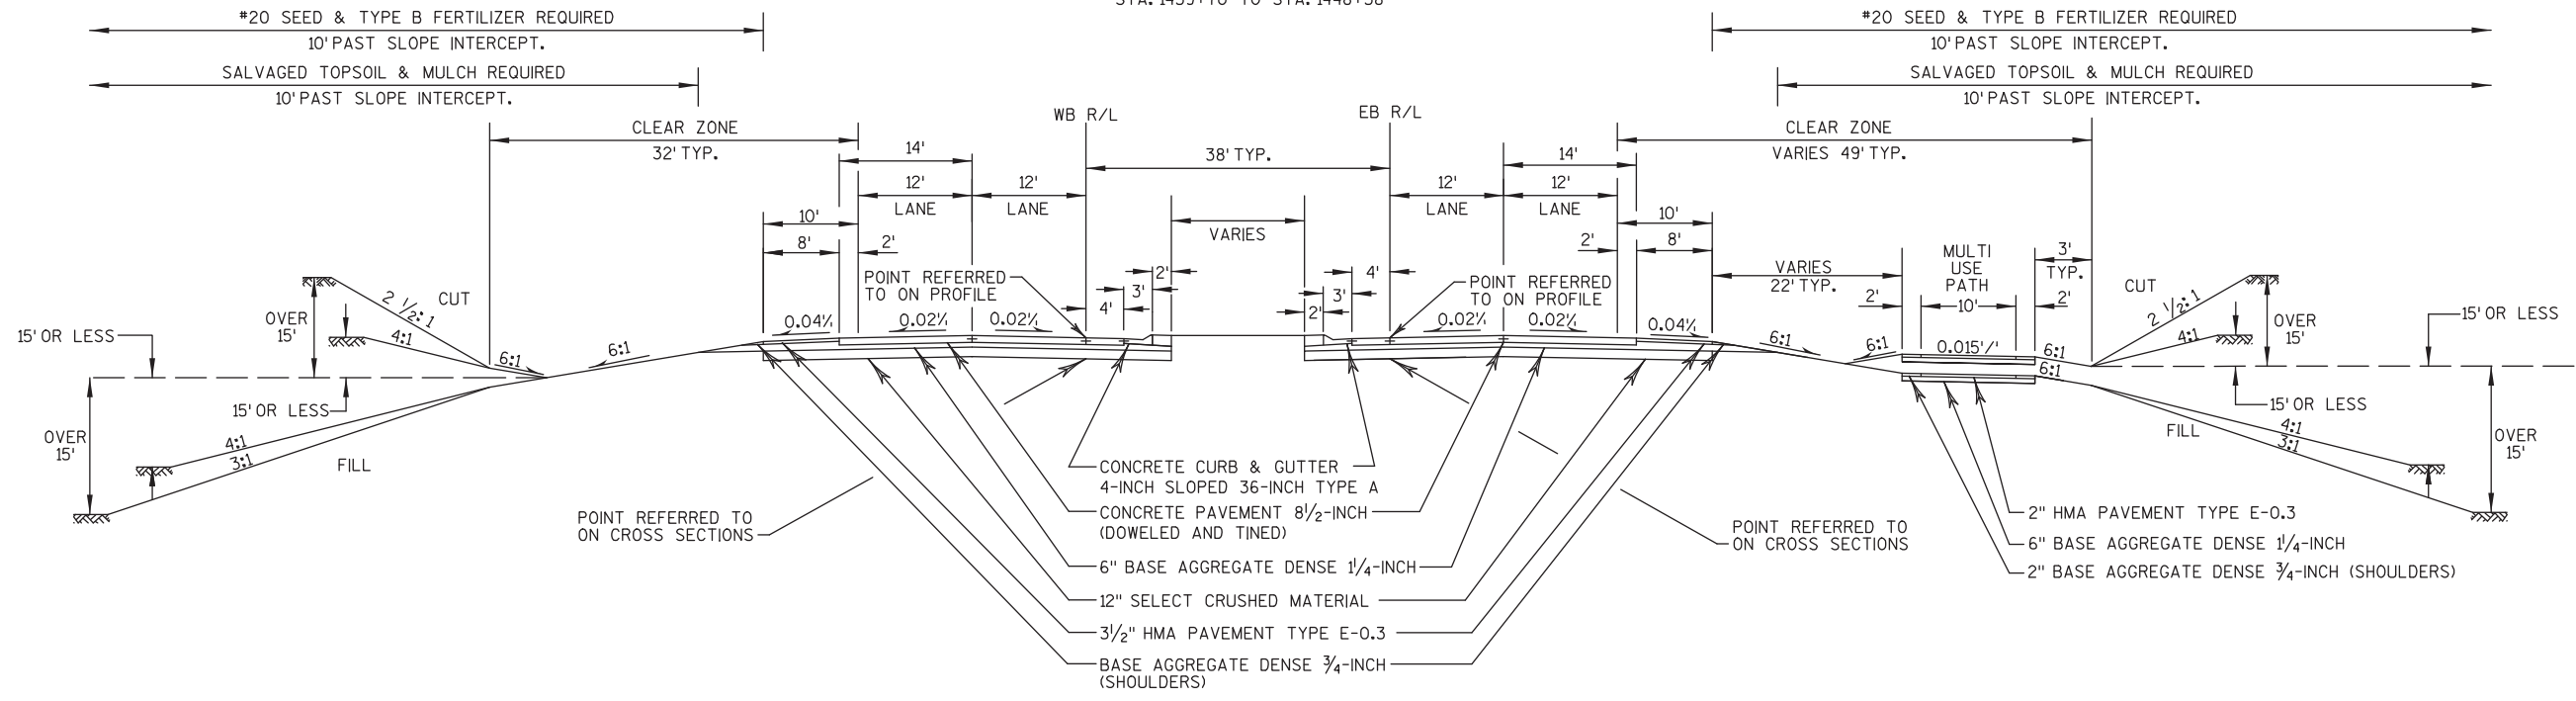 #20 SEED & TYPE B FERTILIZER REQUIRED
10' PAST SLOPE INTERCEPT.
SALVAGED TOPSOIL & MULCH REQUIRED
10' PAST SLOPE INTERCEPT.
#20 SEED & TYPE B FERTILIZER REQUIRED
10' PAST SLOPE INTERCEPT.
SALVAGED TOPSOIL & MULCH REQUIRED
10' PAST SLOPE INTERCEPT.
CLEAR ZONE
32' TYP.
WB R/L
EB R/L
38' TYP.
CLEAR ZONE
VARIES 49' TYP.
14'
12'
LANE
12'
LANE
14'
12'
LANE
12'
LANE
10'
8'
2'
VARIES
10'
2'
8'
POINT REFERRED
TO ON PROFILE
2'
3'
4'
4'
3'
2'
POINT REFERRED
TO ON PROFILE
VARIES
22' TYP.
MULTI
USE
PATH
3'
TYP.
2'
10'
2'
CUT
2 1/2:1
4:1
OVER
15'
15' OR LESS
6:1
6:1
0.04'/'
0.02'/'
0.02'/'
0.02'/'
0.02'/'
0.04'/'
6:1
6:1
0.015'/'
6:1
6:1
CUT
2 1/2:1
4:1
OVER
15'
15' OR LESS
15' OR LESS
OVER
15'
4:1
3:1
FILL
15' OR LESS
4:1
3:1
FILL
OVER
15'
POINT REFERRED TO
ON CROSS SECTIONS
CONCRETE CURB & GUTTER
4-INCH SLOPED 36-INCH TYPE A
CONCRETE PAVEMENT 8 1/2-INCH
(DOWELED AND TINED)
6" BASE AGGREGATE DENSE 1 1/4-INCH
12" SELECT CRUSHED MATERIAL
3 1/2" HMA PAVEMENT TYPE E-0.3
BASE AGGREGATE DENSE 3/4-INCH
(SHOULDERS)
POINT REFERRED TO
ON CROSS SECTIONS
2" HMA PAVEMENT TYPE E-0.3
6" BASE AGGREGATE DENSE 1 1/4-INCH
2" BASE AGGREGATE DENSE 3/4-INCH (SHOULDERS)